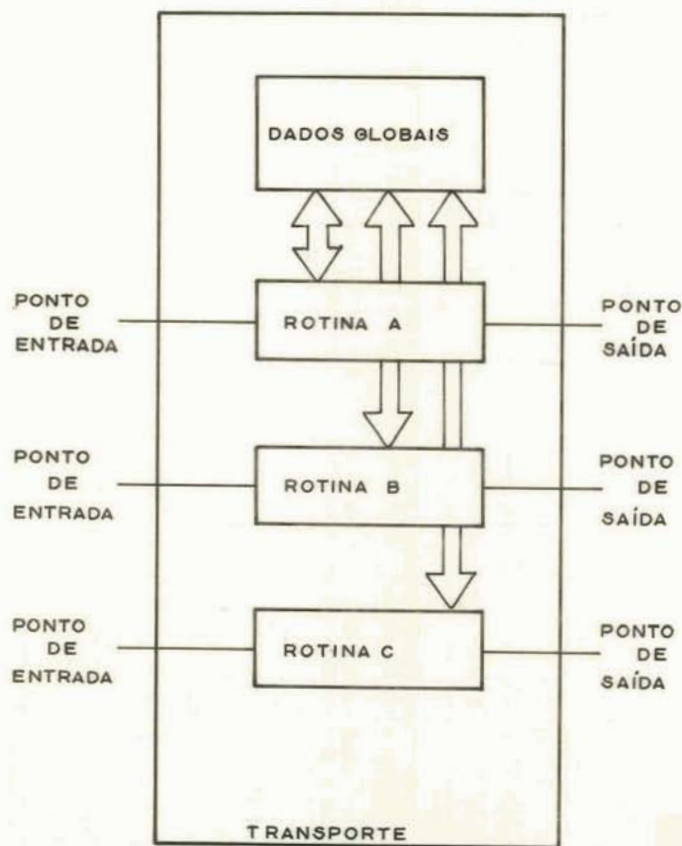 DADOS GLOBAIS
PONTO
DE
ENTRADA
ROTINA A
PONTO
DE
SAÍDA
PONTO
DE
ENTRADA
ROTINA B
PONTO
DE
SAÍDA
PONTO
DE
ENTRADA
ROTINA C
PONTO
DE
SAÍDA
TRANSPORTE